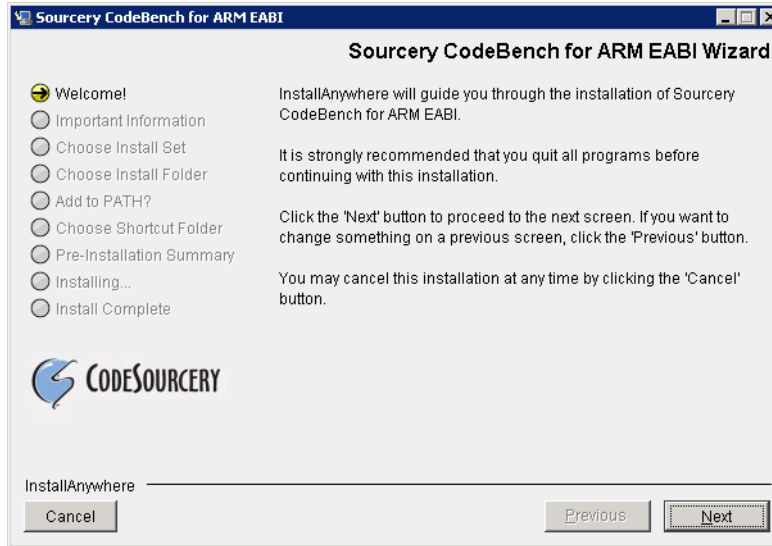 Sourcery CodeBench for ARM EABI
Sourcery CodeBench for ARM EABI Wizard
Welcome!
Important Information
Choose Install Set
Choose Install Folder
Add to PATH?
Choose Shortcut Folder
Pre-Installation Summary
Installing...
Install Complete
InstallAnywhere will guide you through the installation of Sourcery
CodeBench for ARM EABI.
It is strongly recommended that you quit all programs before
continuing with this installation.
Click the 'Next' button to proceed to the next screen. If you want to
change something on a previous screen, click the 'Previous' button.
You may cancel this installation at any time by clicking the 'Cancel'
button.
CODESOURCERY
InstallAnywhere
Cancel
Previous
Next